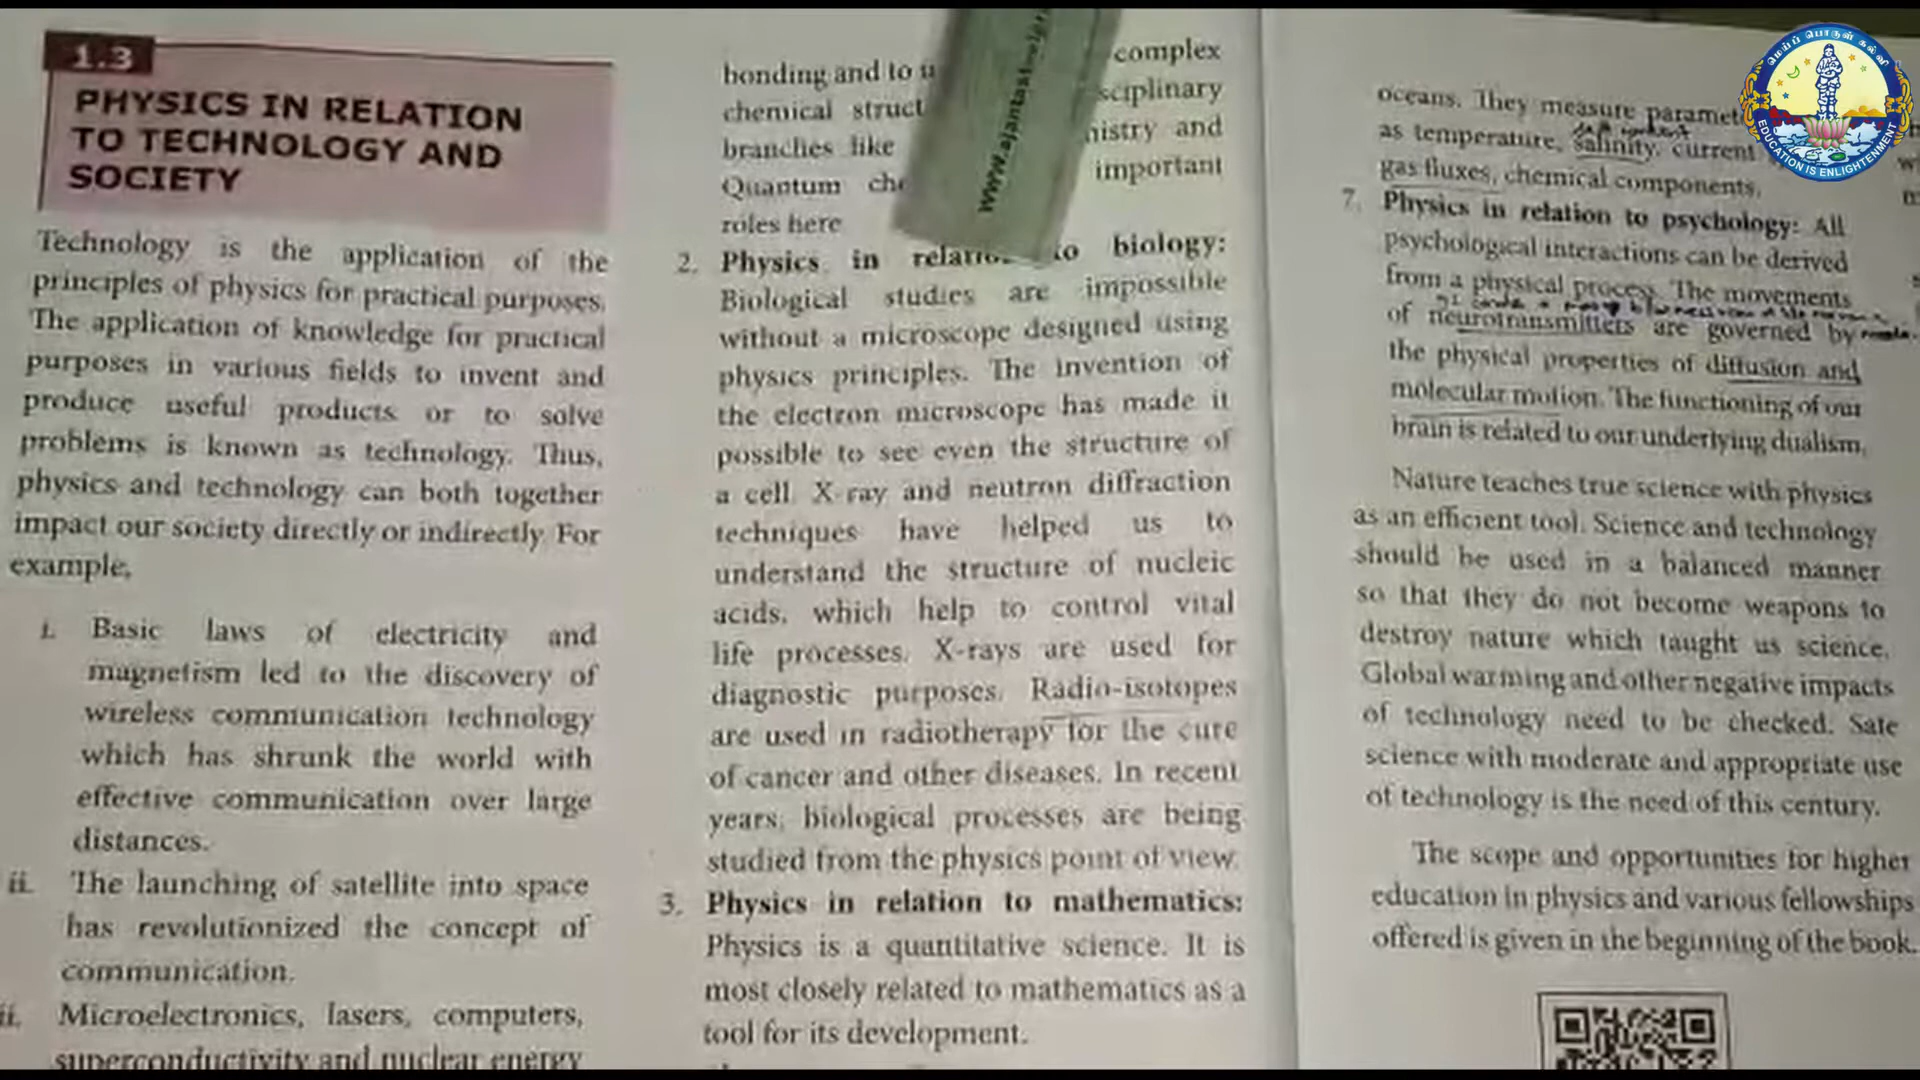 1.3
PHYSICS IN RELATION
TO TECHNOLOGY AND
SOCIETY
Technology is the application of the
principles of physics for practical purposes.
The application of knowledge for practical
purposes in various fields to invent and
produce useful products or to solve
problems is known as technology. Thus,
physics and technology can both together
impact our society directly or indirectly. For
example,
i. Basic laws of electricity and
magnetism led to the discovery of
wireless communication technology
which has shrunk the world with
effective communication over large
distances.
ii. The launching of satellite into space
has revolutionized the concept of
communication.
ii. Microelectronics, lasers, computers,
superconductivity and nuclear energy
bonding and to u complex
chemical struct sciplinary
branches like mistry and
Quantum che important
roles here
www.ajantast
2. Physics in relatio to biology:
Biological studies are impossible
without a microscope designed using
physics principles. The invention of
the electron microscope has made it
possible to see even the structure of
a cell. X-ray and neutron diffraction
techniques have helped us to
understand the structure of nucleic
acids, which help to control vital
life processes. X-rays are used for
diagnostic purposes. Radio-isotopes
are used in radiotherapy for the cure
of cancer and other diseases. In recent
years, biological processes are being
studied from the physics point of view.
3. Physics in relation to mathematics:
Physics is a quantitative science. It is
most closely related to mathematics as a
tool for its development.
oceans. They measure paramet
as temperature, salinity, current
gas fluxes, chemical components.
7. Physics in relation to psychology: All
psychological interactions can be derived
from a physical process. The movements
of neurotransmitters are governed by
the physical properties of diffusion and
molecular motion. The functioning of our
brain is related to our underlying dualism.
Nature teaches true science with physics
as an efficient tool. Science and technology
should be used in a balanced manner
so that they do not become weapons to
destroy nature which taught us science.
Global warming and other negative impacts
of technology need to be checked. Safe
science with moderate and appropriate use
of technology is the need of this century.
The scope and opportunities for higher
education in physics and various fellowships
offered is given in the beginning of the book.
மெய்ப் பொருள் கல்வி
EDUCATION IS ENLIGHTENMENT